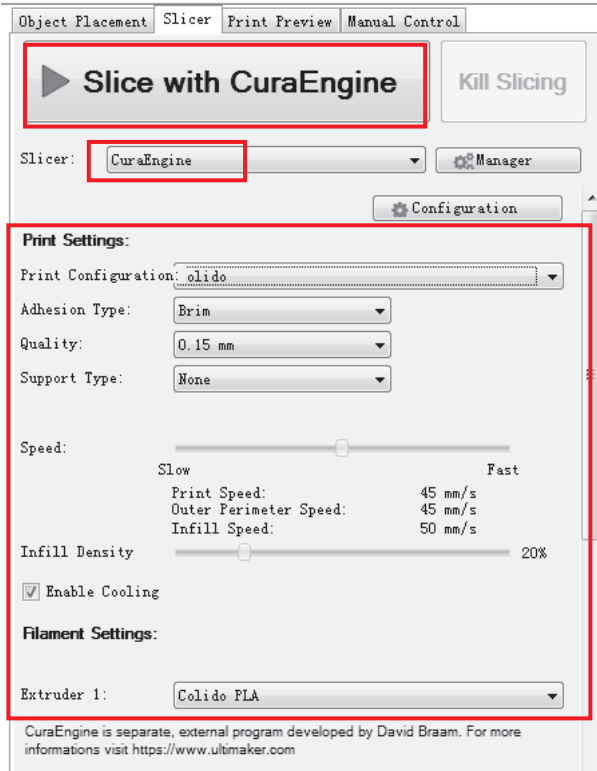 Object Placement Slicer Print Preview Manual Control
Slice with CuraEngine Kill Slicing
Slicer: CuraEngine Manager
Configuration
Print Settings:
Print Configuration: olido
Adhesion Type: Brim
Quality: 0.15 mm
Support Type: None
Speed:
Slow Fast
Print Speed: 45 mm/s
Outer Perimeter Speed: 45 mm/s
Infill Speed: 50 mm/s
Infill Density 20%
Enable Cooling
Filament Settings:
Extruder 1: Colido PLA
CuraEngine is separate, external program developed by David Braam. For more
informations visit https://www.ultimaker.com